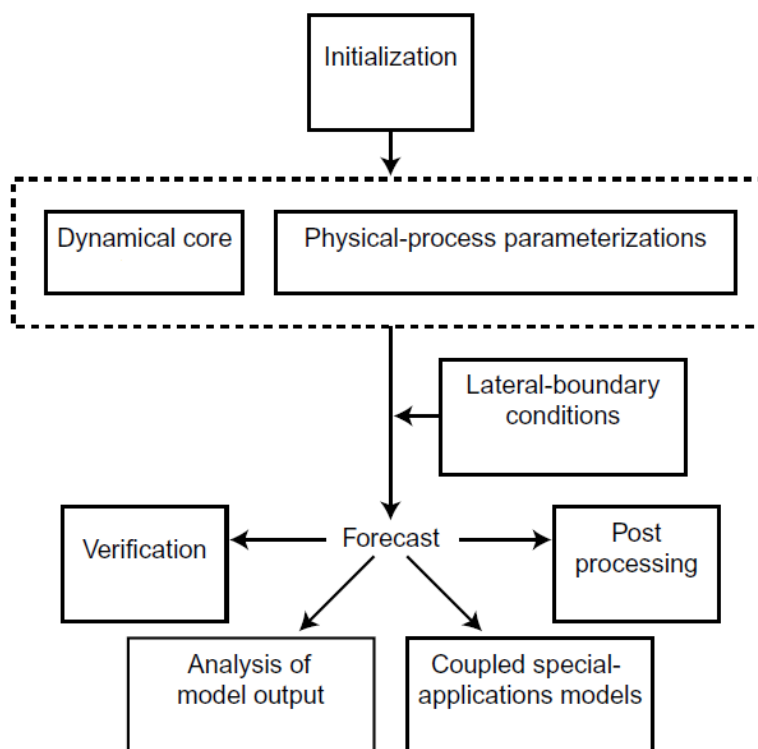 Initialization
Dynamical core
Physical-process parameterizations
Lateral-boundary
conditions
Verification
Forecast
Post
processing
Analysis of
model output
Coupled special-
applications models